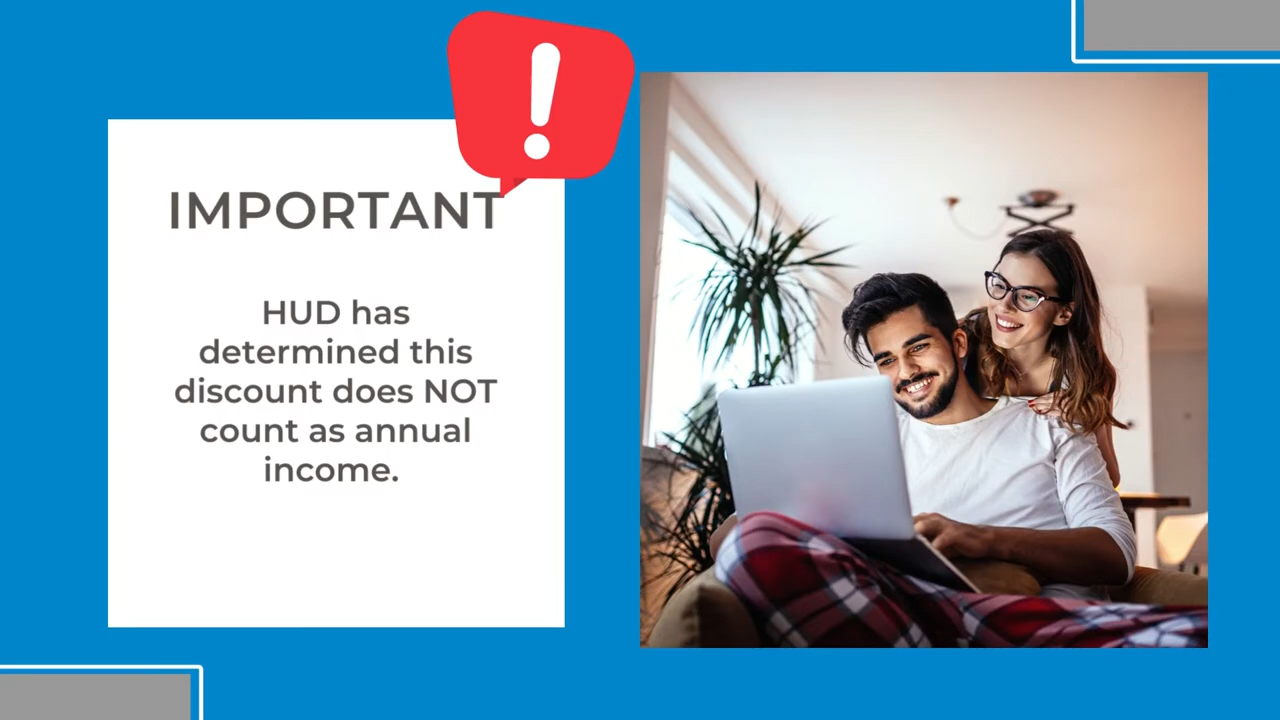 !
IMPORTANT
HUD has
determined this
discount does NOT
count as annual
income.